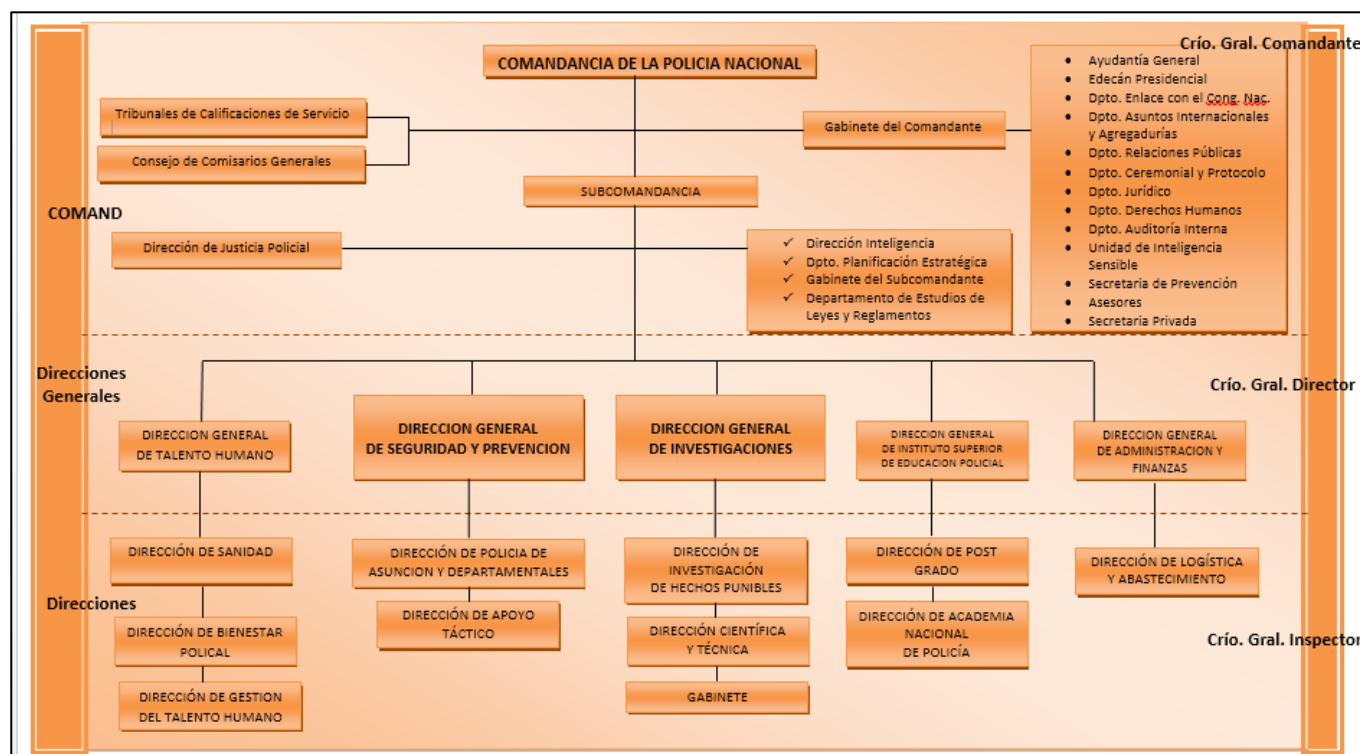 Crío. Gral. Comandante
COMANDANCIA DE LA POLICIA NACIONAL
Tribunales de Calificaciones de Servicio
Consejo de Comisarios Generales
Gabinete del Comandante
• Ayudantía General
• Edecán Presidencial
• Dpto. Enlace con el Cong. Nac.
• Dpto. Asuntos Internacionales
y Agregadurías
• Dpto. Relaciones Públicas
• Dpto. Ceremonial y Protocolo
• Dpto. Jurídico
• Dpto. Derechos Humanos
• Dpto. Auditoría Interna
• Unidad de Inteligencia
Sensible
• Secretaria de Prevención
• Asesores
• Secretaria Privada
SUBCOMANDANCIA
COMAND
Dirección de Justicia Policial
✓ Dirección Inteligencia
✓ Dpto. Planificación Estratégica
✓ Gabinete del Subcomandante
✓ Departamento de Estudios de
Leyes y Reglamentos
Direcciones
Generales
Crío. Gral. Director
DIRECCION GENERAL
DE TALENTO HUMANO
DIRECCION GENERAL
DE SEGURIDAD Y PREVENCION
DIRECCION GENERAL
DE INVESTIGACIONES
DIRECCION GENERAL
DE INSTITUTO SUPERIOR
DE EDUCACION POLICIAL
DIRECCION GENERAL
DE ADMINISTRACION Y
FINANZAS
Direcciones
Crío. Gral. Inspector
DIRECCIÓN DE SANIDAD
DIRECCIÓN DE BIENESTAR
POLICAL
DIRECCIÓN DE GESTION
DEL TALENTO HUMANO
DIRECCIÓN DE POLICIA DE
ASUNCION Y DEPARTAMENTALES
DIRECCIÓN DE APOYO
TÁCTICO
DIRECCIÓN DE
INVESTIGACIÓN
DE HECHOS PUNIBLES
DIRECCIÓN CIENTÍFICA
Y TÉCNICA
GABINETE
DIRECCIÓN DE POST
GRADO
DIRECCIÓN DE ACADEMIA
NACIONAL
DE POLICÍA
DIRECCIÓN DE LOGÍSTICA
Y ABASTECIMIENTO